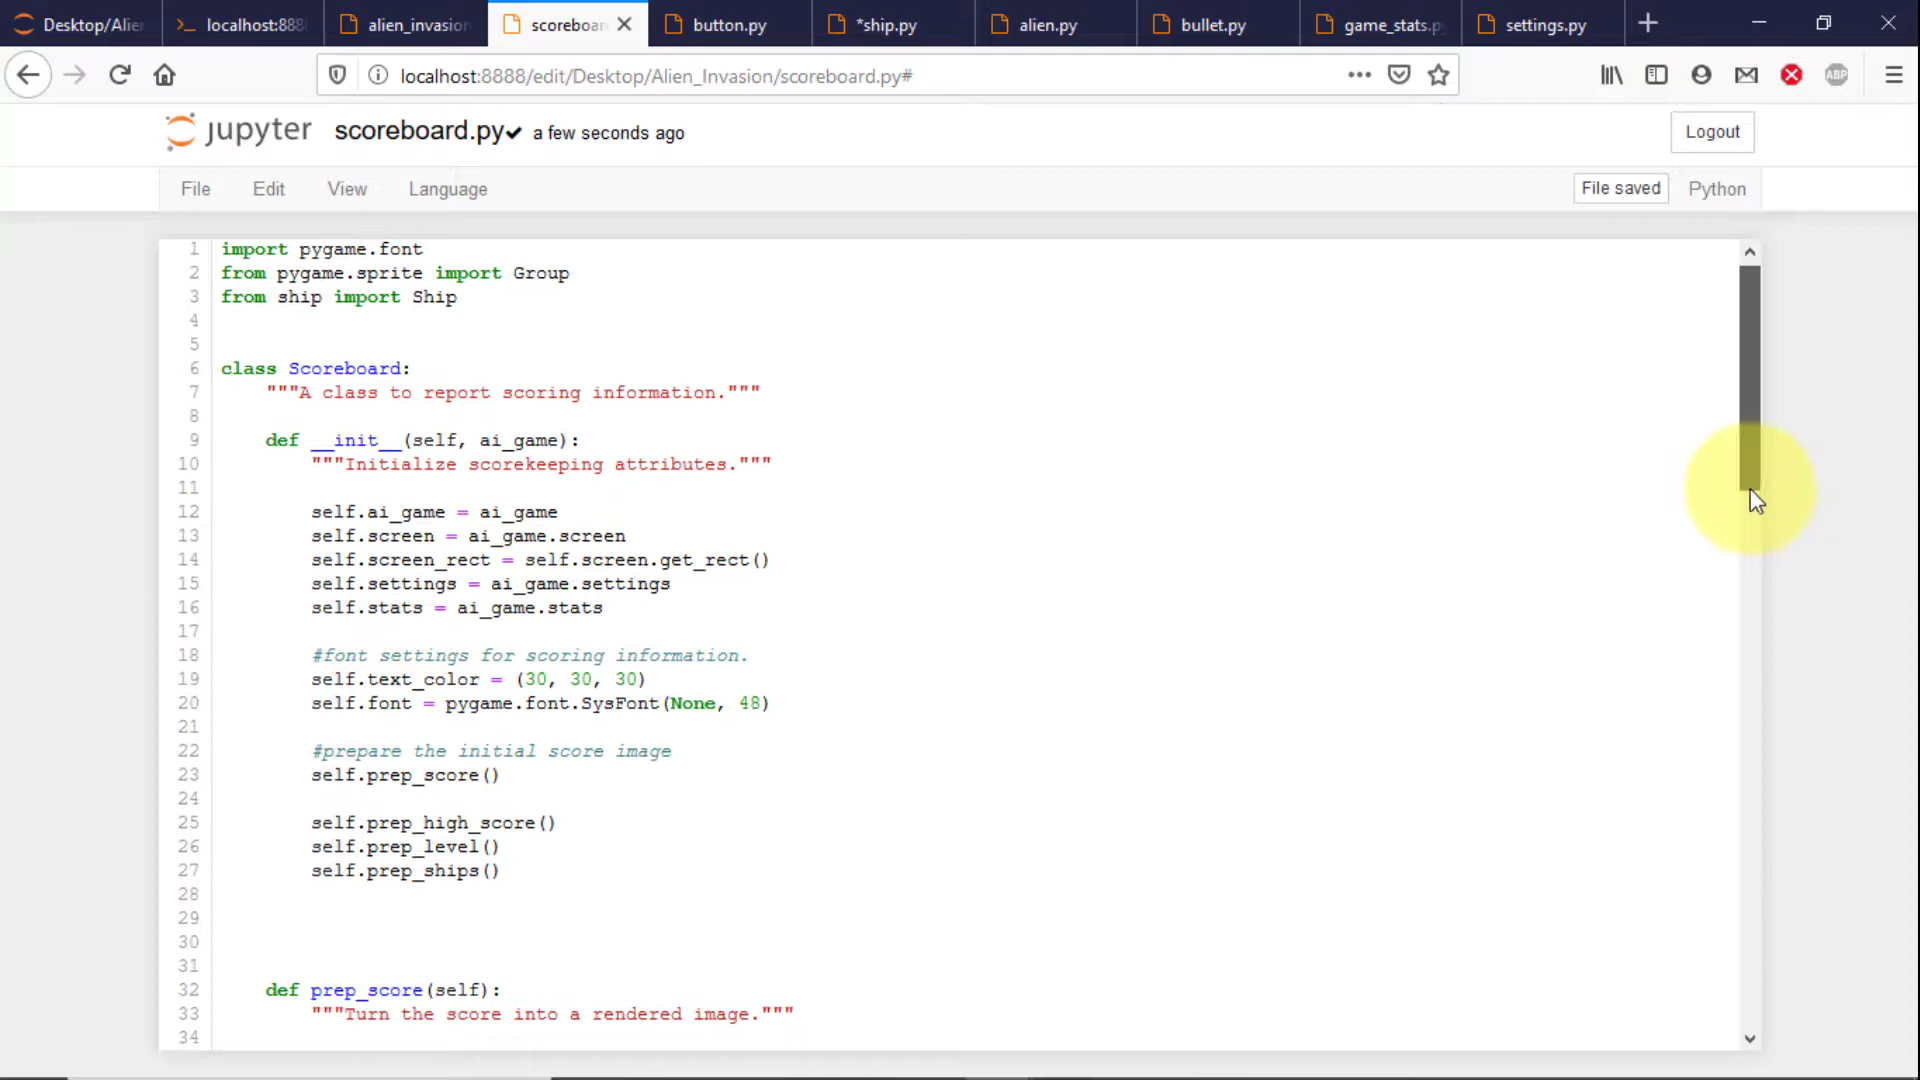 Desktop/Alie
localhost:888
alien_invasion
scoreboar
button.py
*ship.py
alien.py
bullet.py
game_stats.p
settings.py
localhost:8888/edit/Desktop/Alien_Invasion/scoreboard.py#
ABP
jupyter scoreboard.py a few seconds ago
Logout
File Edit View Language
File saved Python
1 import pygame.font
2 from pygame.sprite import Group
3 from ship import Ship
4
5
6 class Scoreboard:
7 """A class to report scoring information."""
8
9 def __init__(self, ai_game):
10 """Initialize scorekeeping attributes."""
11
12 self.ai_game = ai_game
13 self.screen = ai_game.screen
14 self.screen_rect = self.screen.get_rect()
15 self.settings = ai_game.settings
16 self.stats = ai_game.stats
17
18 #font settings for scoring information.
19 self.text_color = (30, 30, 30)
20 self.font = pygame.font.SysFont(None, 48)
21
22 #prepare the initial score image
23 self.prep_score()
24
25 self.prep_high_score()
26 self.prep_level()
27 self.prep_ships()
28
29
30
31
32 def prep_score(self):
33 """Turn the score into a rendered image."""
34